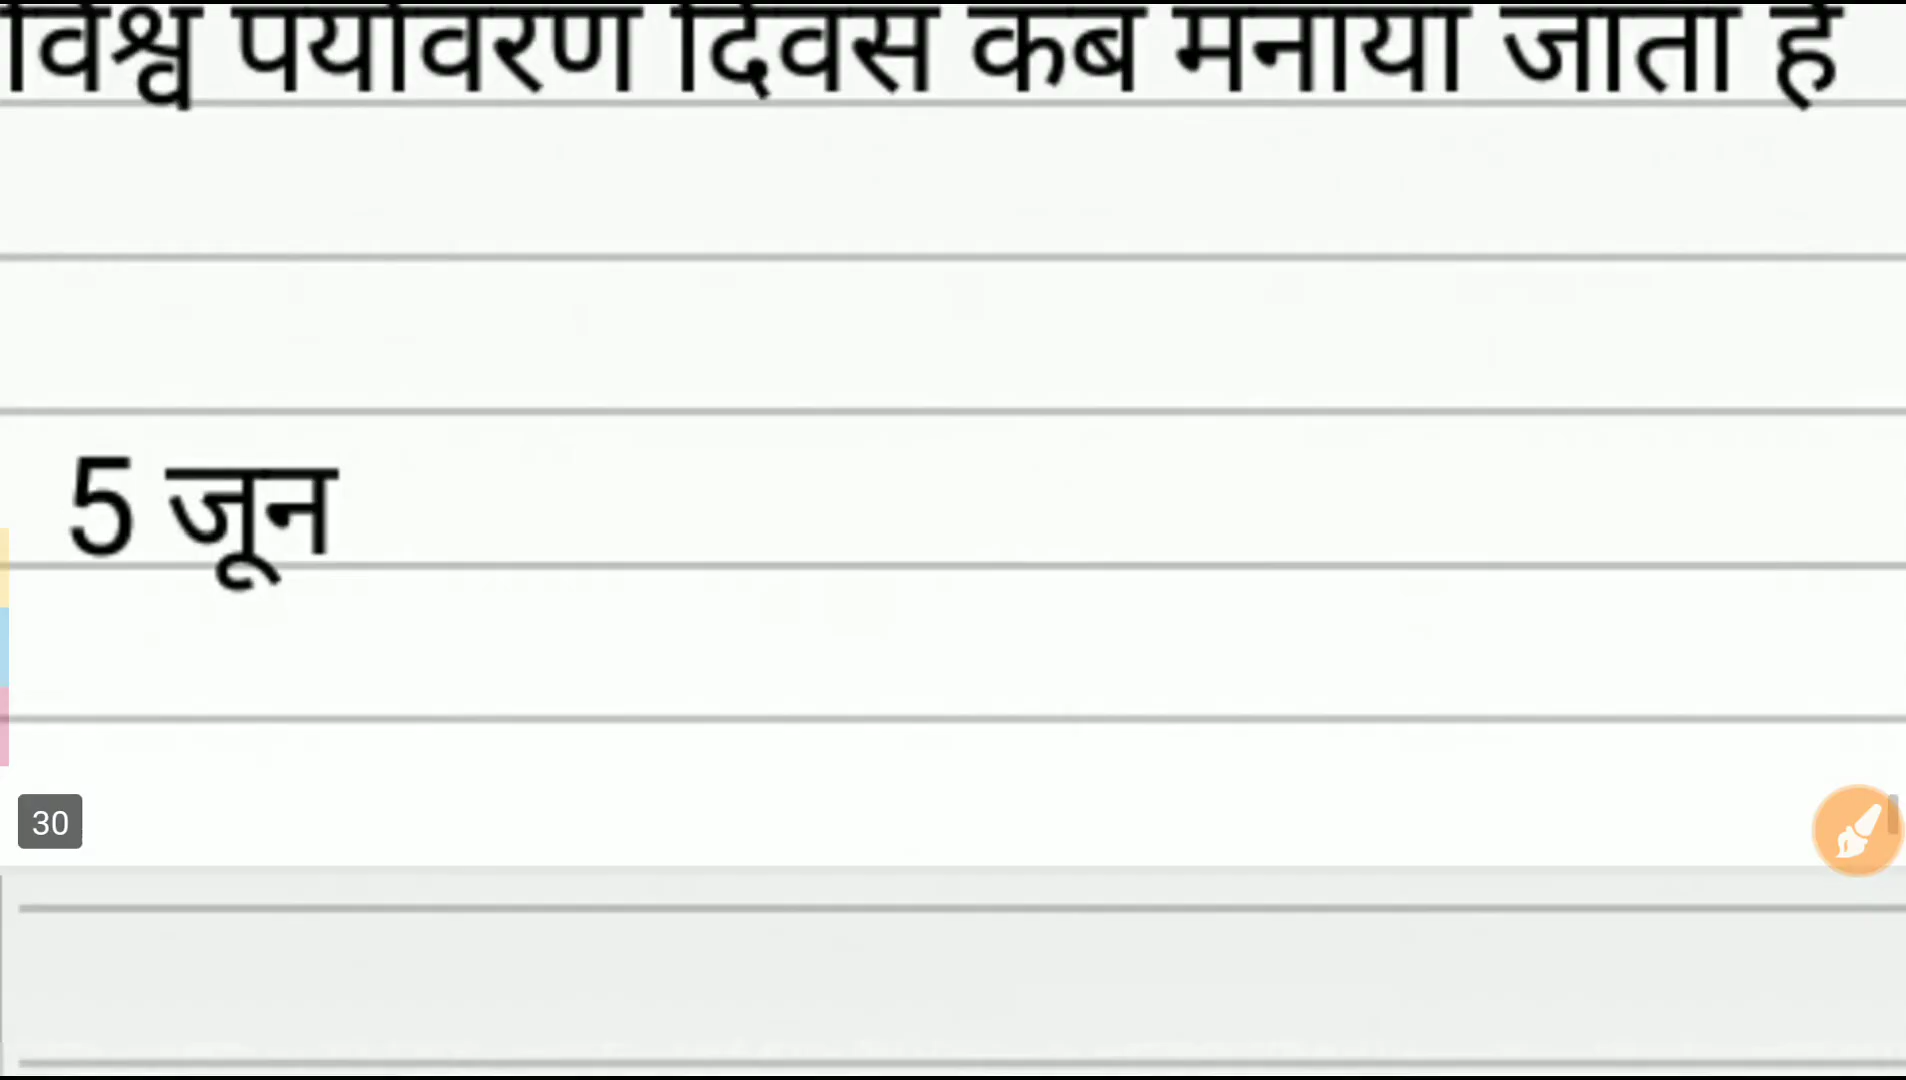 विश्व पर्यावरण दिवस कब मनाया जाता है
5 जून
30